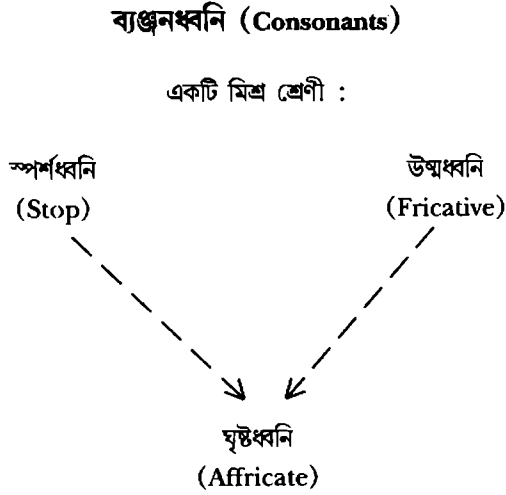 ব্যঞ্জনধ্বনি (Consonants)
একটি মিশ্র শ্রেণী :
স্পর্শধ্বনি
(Stop)
উষ্মধ্বনি
(Fricative)
ঘৃষ্টধ্বনি
(Affricate)